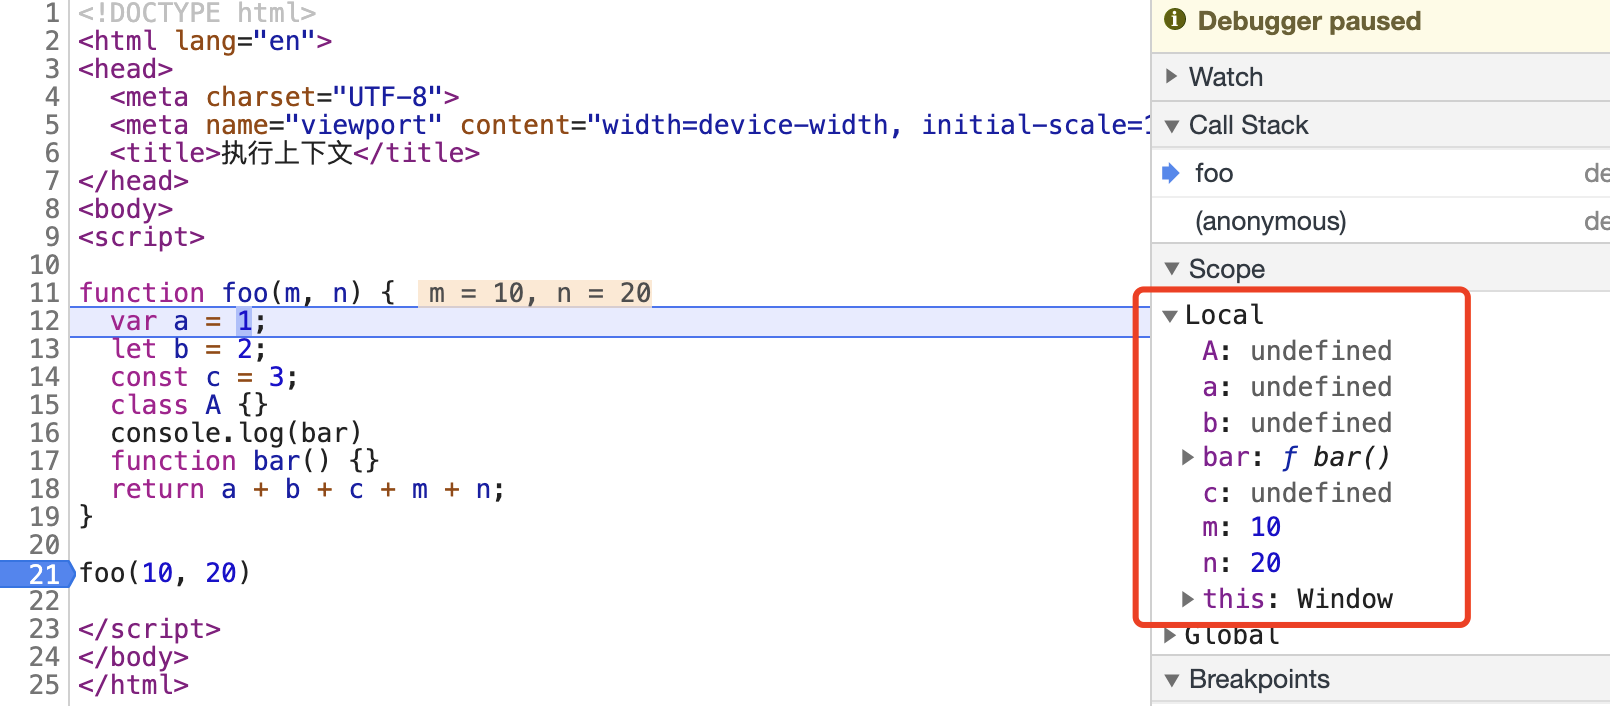 1 <!DOCTYPE html>
2 <html lang="en">
3 <head>
4   <meta charset="UTF-8">
5   <meta name="viewport" content="width=device-width, initial-scale=1
6   <title>执行上下文</title>
7 </head>
8 <body>
9 <script>
10
11 function foo(m, n) {  m = 10, n = 20
12   var a = 1;
13   let b = 2;
14   const c = 3;
15   class A {}
16   console.log(bar)
17   function bar() {}
18   return a + b + c + m + n;
19 }
20
21 foo(10, 20)
22
23 </script>
24 </body>
25 </html>
Debugger paused
Watch
Call Stack
foo de
(anonymous) de
Scope
Local
A: undefined
a: undefined
b: undefined
bar: ƒ bar()
c: undefined
m: 10
n: 20
this: Window
Global
Breakpoints